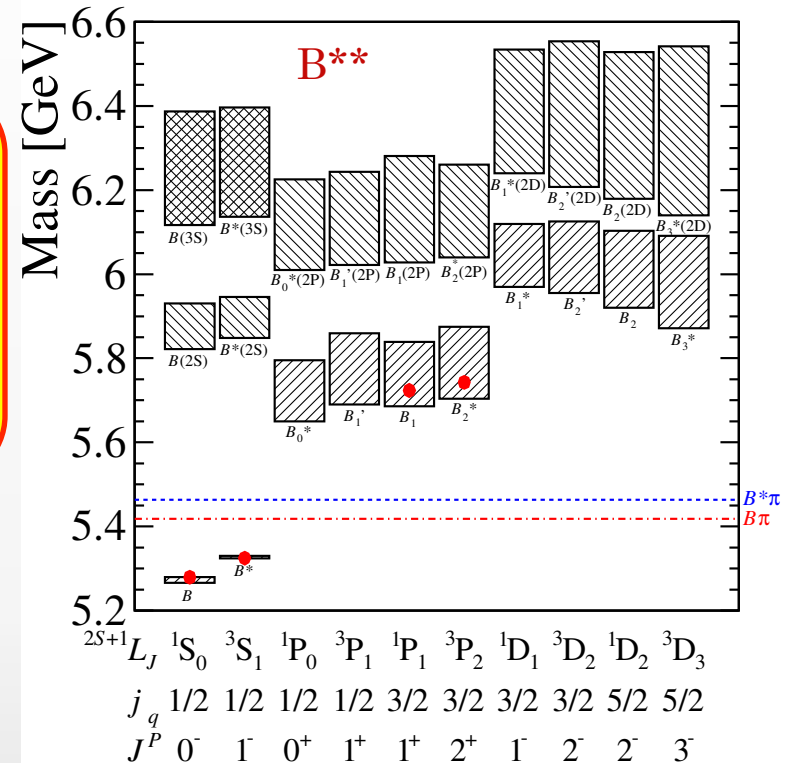 B**
Mass [GeV]
6.6
6.4
6.2
6
5.8
5.6
5.4
5.2
B(3S) B*(3S) B₀*(2P) B₁'(2P) B₁(2P) B₂*(2P) B₁*(2D) B₂'(2D) B₂(2D) B₃*(2D)
B₁* B₂' B₂ B₃*
B(2S) B*(2S)
B₀* B₁' B₁ B₂*
B*π
Bπ
B B*
²ˢ⁺¹L_J ¹S₀ ³S₁ ¹P₀ ³P₁ ¹P₁ ³P₂ ¹D₁ ³D₂ ¹D₂ ³D₃
j_q 1/2 1/2 1/2 1/2 3/2 3/2 3/2 3/2 5/2 5/2
J^P 0⁻ 1⁻ 0⁺ 1⁺ 1⁺ 2⁺ 1⁻ 2⁻ 2⁻ 3⁻